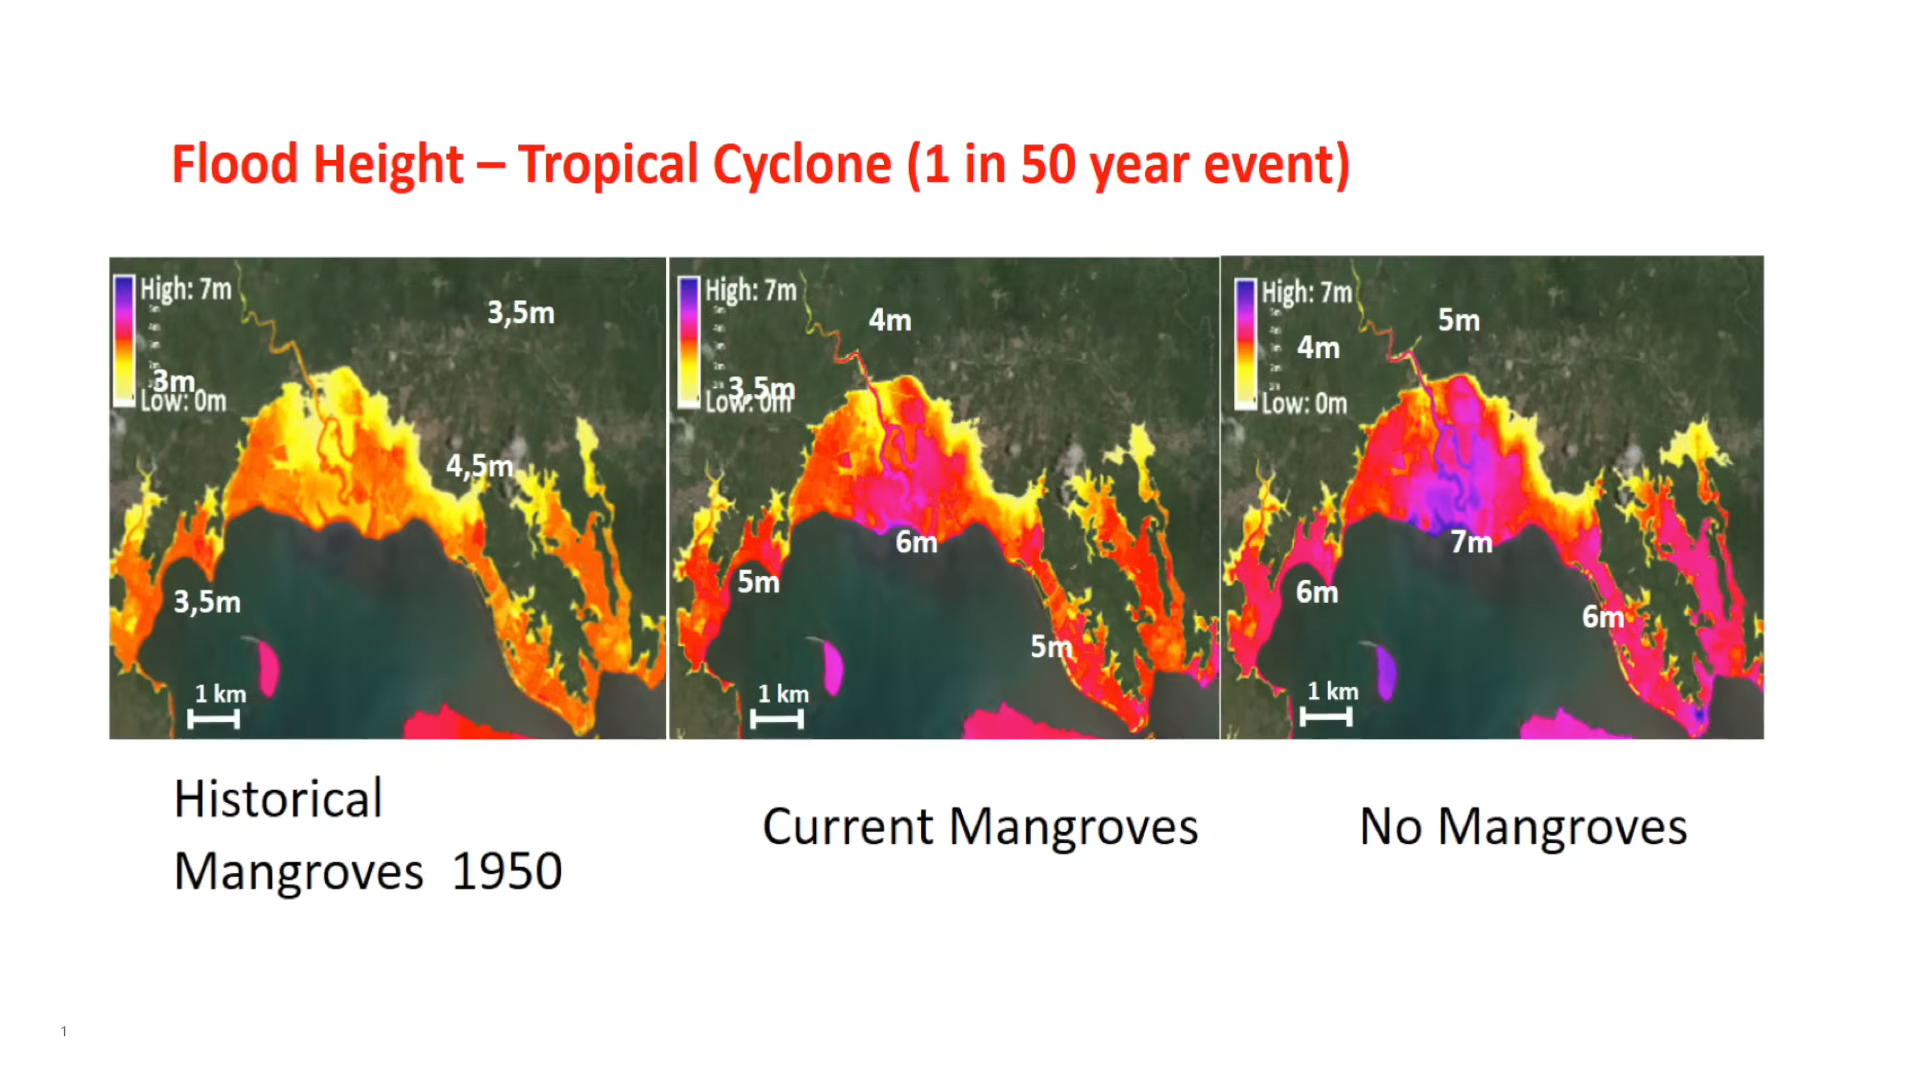 Flood Height – Tropical Cyclone (1 in 50 year event)
High: 7m
3,5m
3m
Low: 0m
4,5m
3,5m
1 km
High: 7m
4m
3,5m
Low: 0m
6m
5m
5m
1 km
High: 7m
5m
4m
Low: 0m
7m
6m
6m
1 km
Historical
Mangroves 1950
Current Mangroves
No Mangroves
1